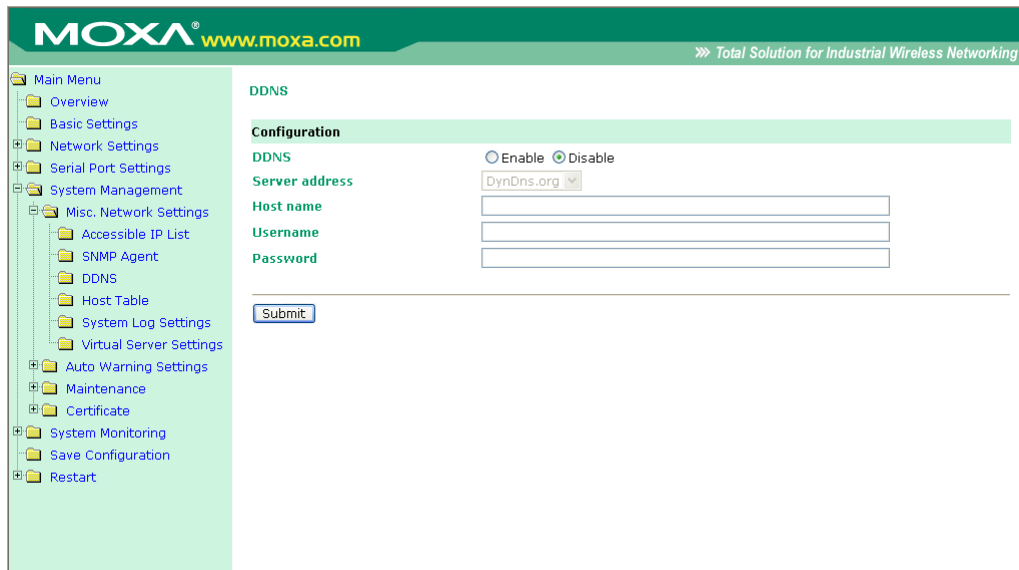 MOXA® www.moxa.com
Total Solution for Industrial Wireless Networking
Main Menu
Overview
Basic Settings
Network Settings
Serial Port Settings
System Management
Misc. Network Settings
Accessible IP List
SNMP Agent
DDNS
Host Table
System Log Settings
Virtual Server Settings
Auto Warning Settings
Maintenance
Certificate
System Monitoring
Save Configuration
Restart
DDNS
Configuration
DDNS Enable Disable
Server address DynDns.org
Host name
Username
Password
Submit